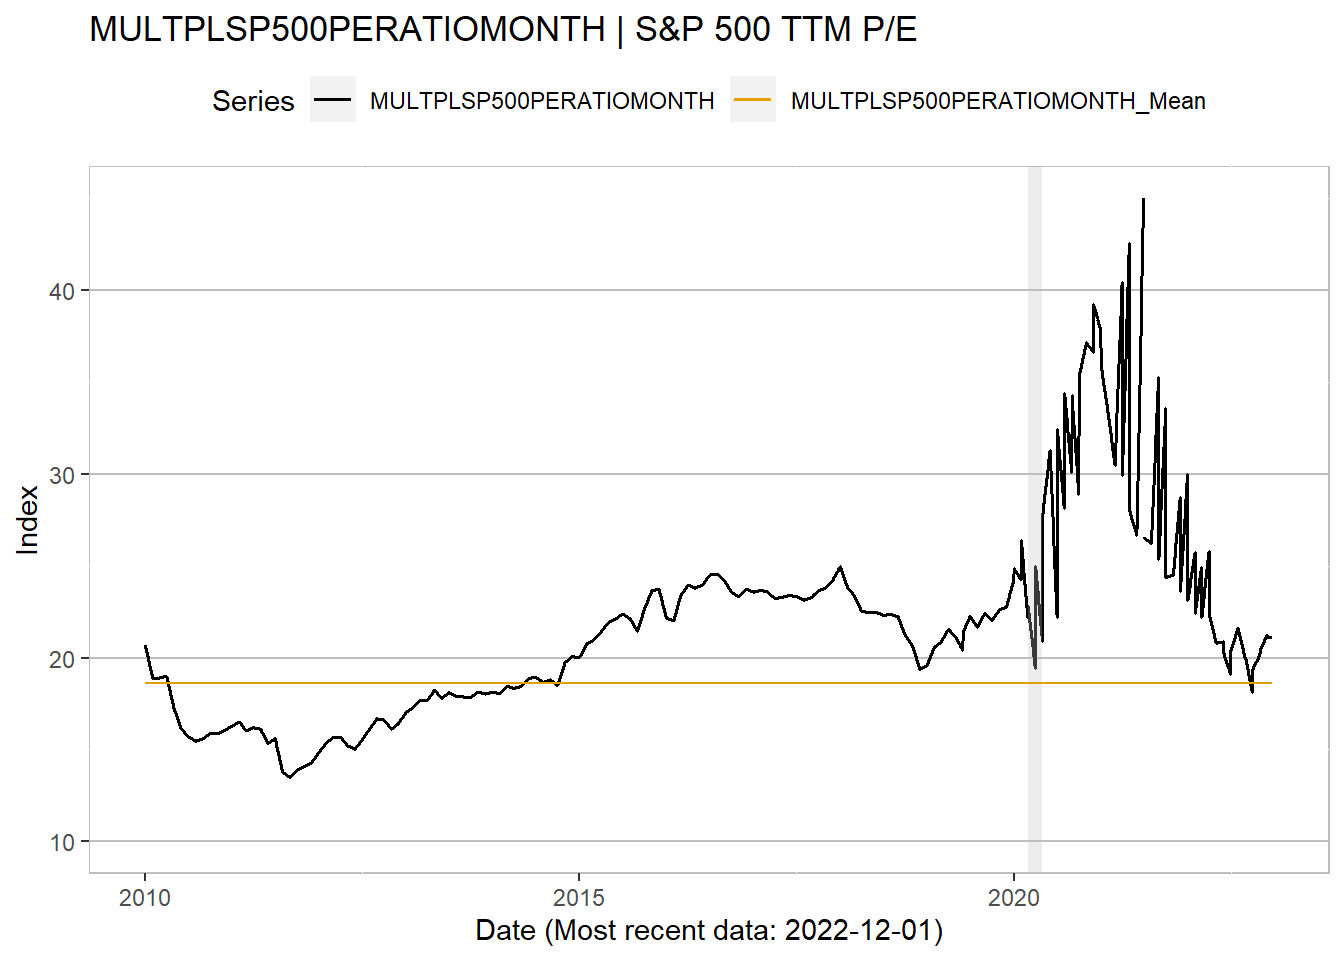 MULTPLSP500PERATIOMONTH | S&P 500 TTM P/E
Series MULTPLSP500PERATIOMONTH MULTPLSP500PERATIOMONTH_Mean
40
30
20
10
Index
2010 2015 2020
Date (Most recent data: 2022-12-01)